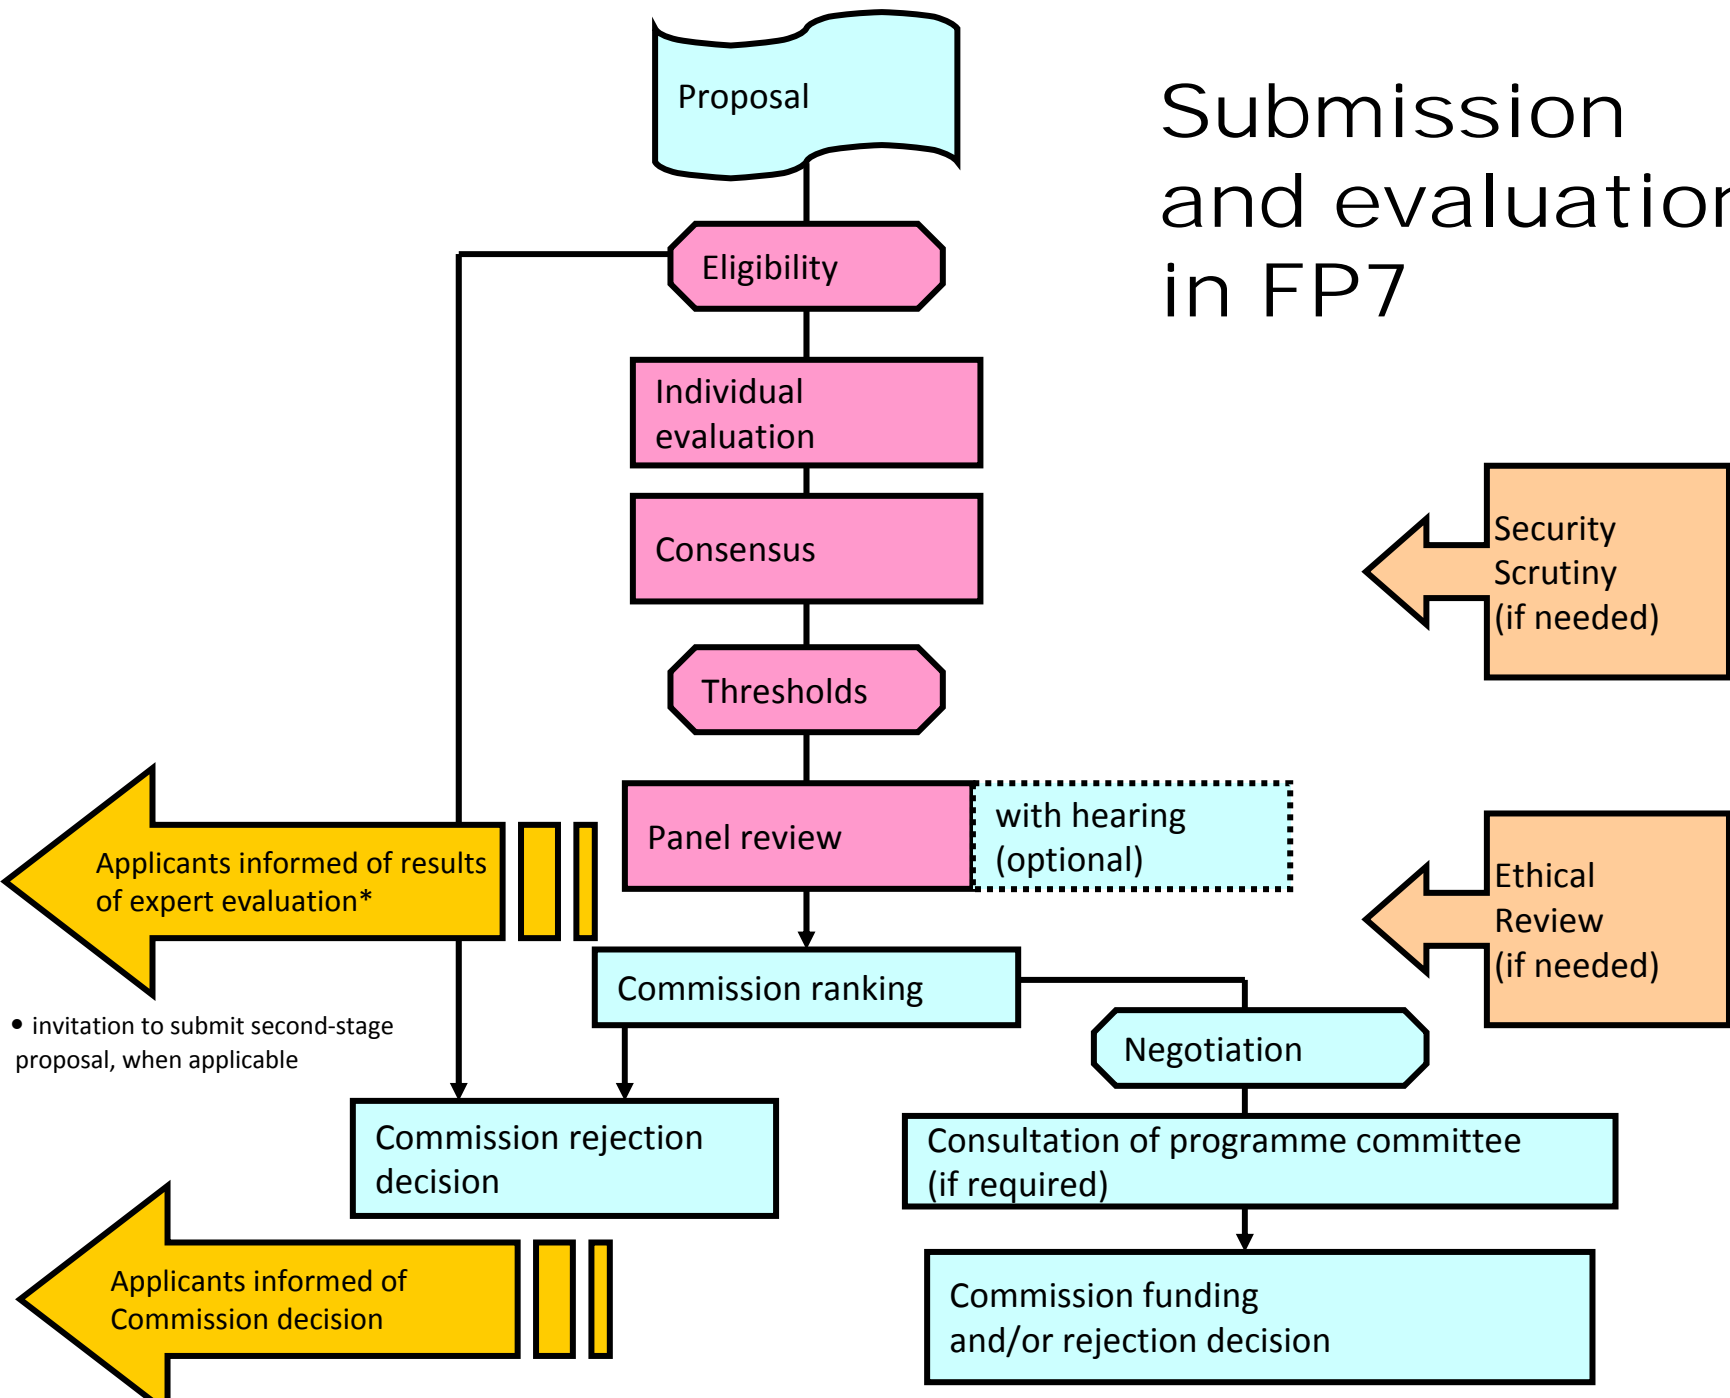 Proposal
Submission
and evaluation
in FP7
Eligibility
Individual
evaluation
Consensus
Security
Scrutiny
(if needed)
Thresholds
Panel review
with hearing
(optional)
Applicants informed of results
of expert evaluation*
Ethical
Review
(if needed)
Commission ranking
• invitation to submit second-stage
proposal, when applicable
Negotiation
Commission rejection
decision
Consultation of programme committee
(if required)
Applicants informed of
Commission decision
Commission funding
and/or rejection decision